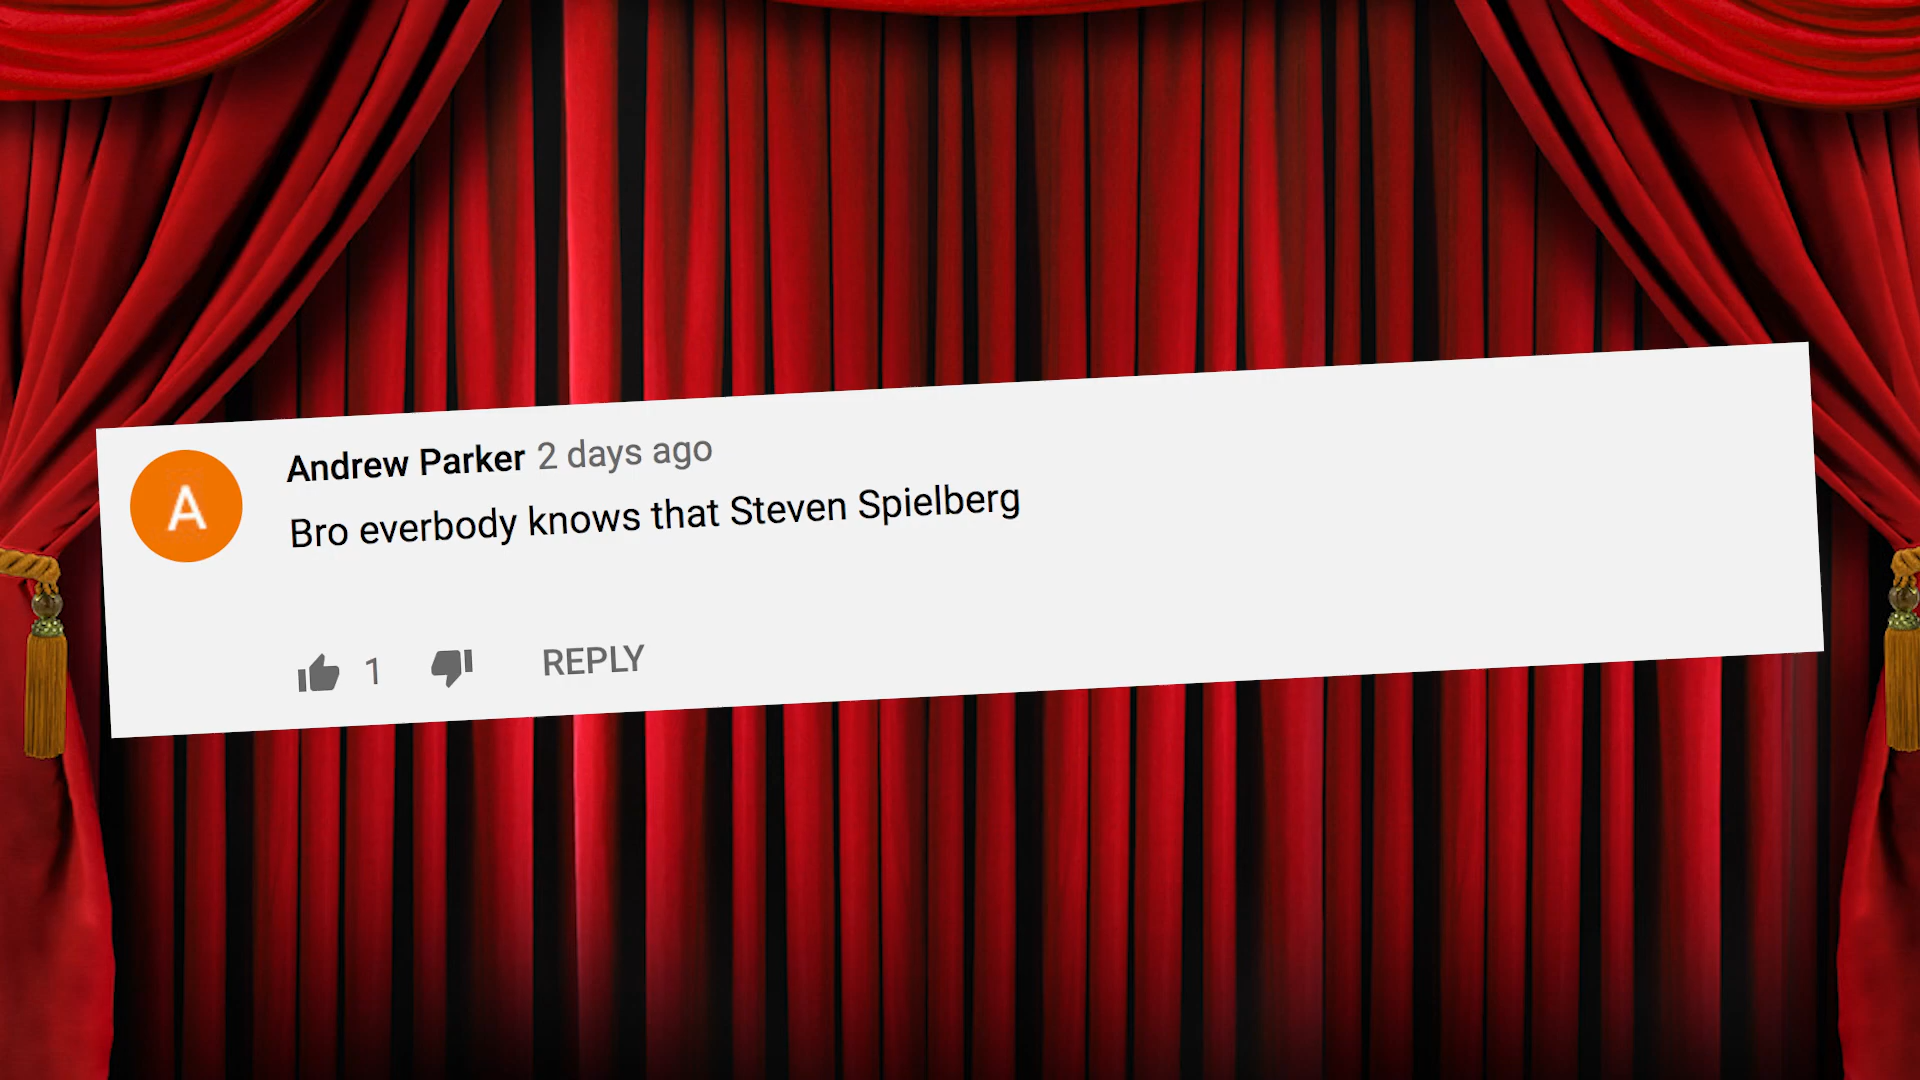 A
Andrew Parker 2 days ago
Bro everbody knows that Steven Spielberg
1 REPLY